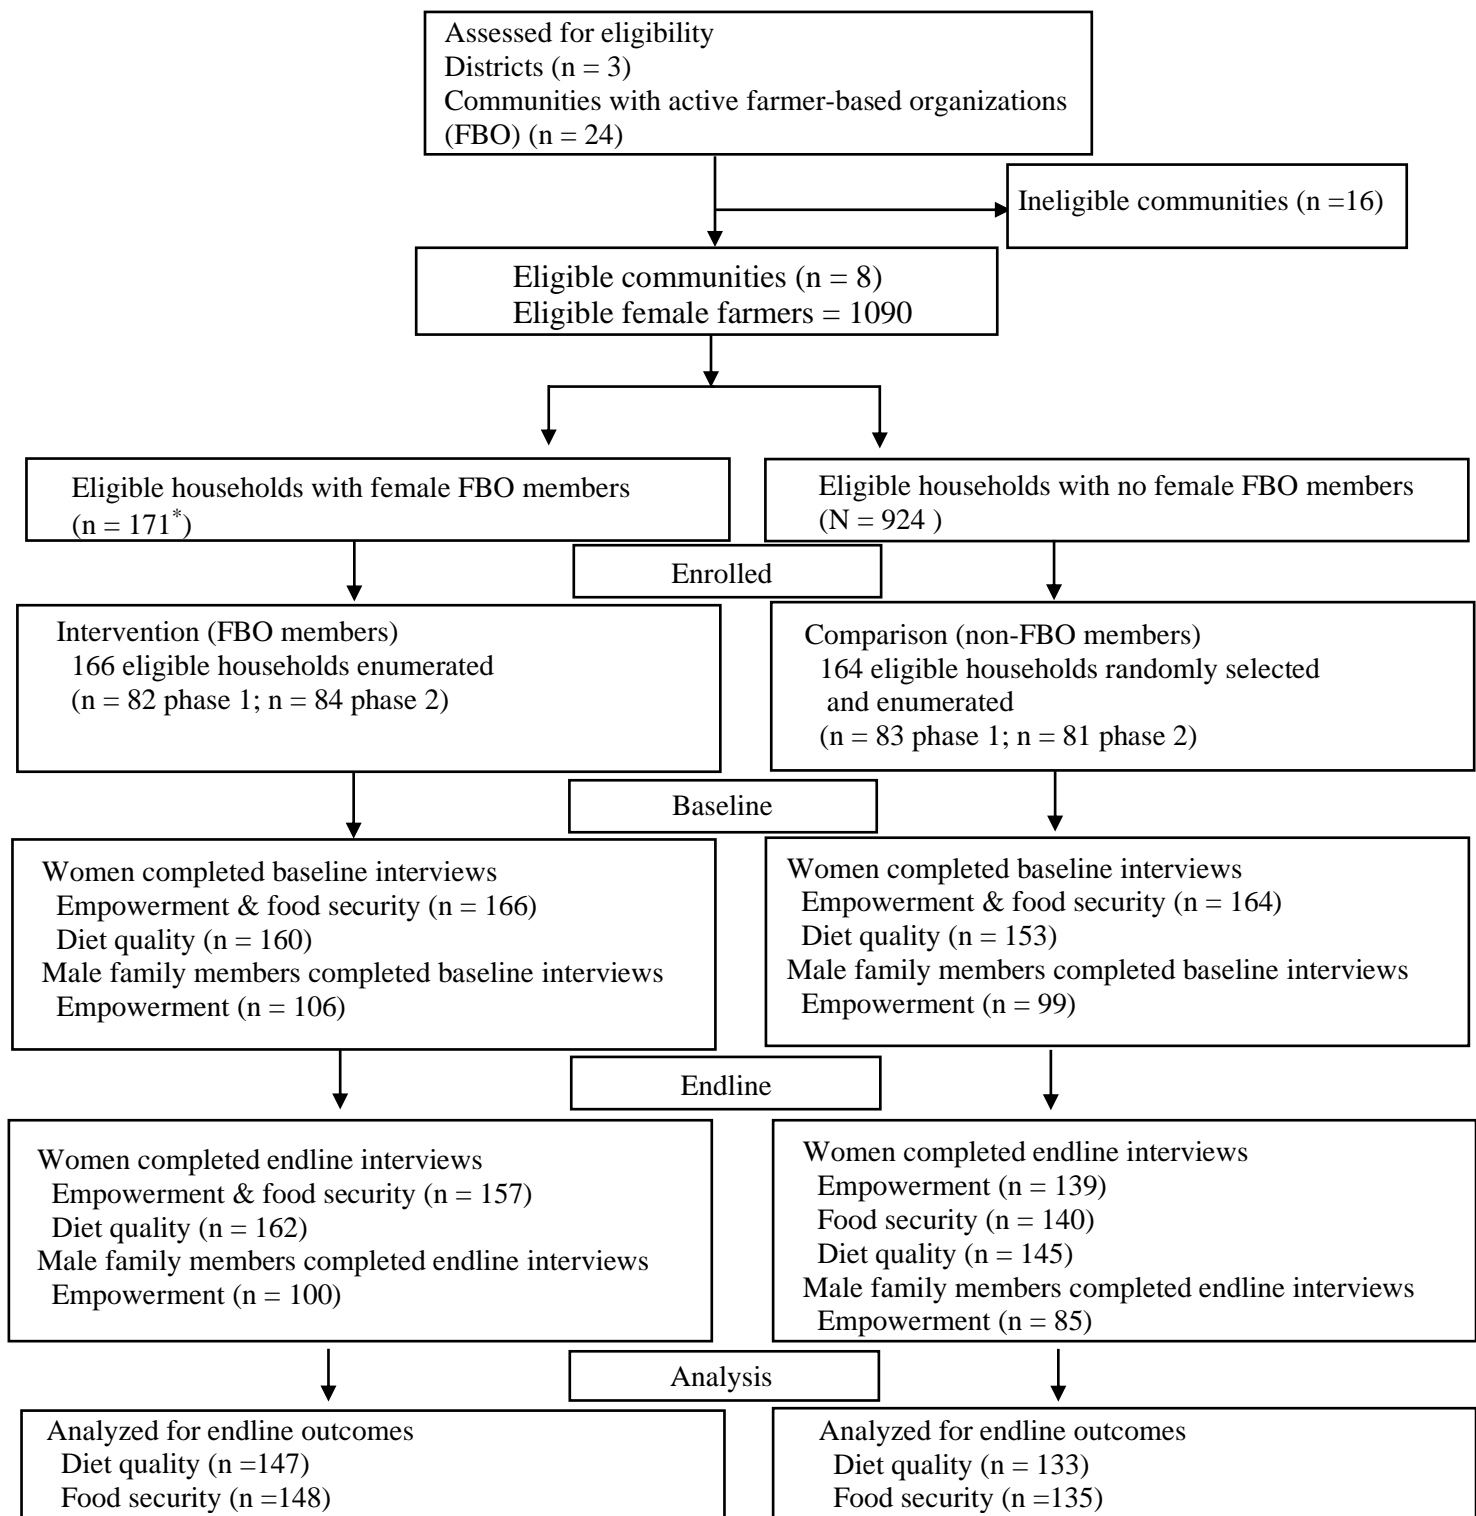 Assessed for eligibility
Districts (n = 3)
Communities with active farmer-based organizations
(FBO) (n = 24)
Ineligible communities (n =16)
Eligible communities (n = 8)
Eligible female farmers = 1090
Eligible households with female FBO members
(n = 171*)
Eligible households with no female FBO members
(N = 924 )
Enrolled
Intervention (FBO members)
166 eligible households enumerated
(n = 82 phase 1; n = 84 phase 2)
Comparison (non-FBO members)
164 eligible households randomly selected
and enumerated
(n = 83 phase 1; n = 81 phase 2)
Baseline
Women completed baseline interviews
Empowerment & food security (n = 166)
Diet quality (n = 160)
Male family members completed baseline interviews
Empowerment (n = 106)
Women completed baseline interviews
Empowerment & food security (n = 164)
Diet quality (n = 153)
Male family members completed baseline interviews
Empowerment (n = 99)
Endline
Women completed endline interviews
Empowerment & food security (n = 157)
Diet quality (n = 162)
Male family members completed endline interviews
Empowerment (n = 100)
Women completed endline interviews
Empowerment (n = 139)
Food security (n = 140)
Diet quality (n = 145)
Male family members completed endline interviews
Empowerment (n = 85)
Analysis
Analyzed for endline outcomes
Diet quality (n =147)
Food security (n =148)
Analyzed for endline outcomes
Diet quality (n = 133)
Food security (n =135)